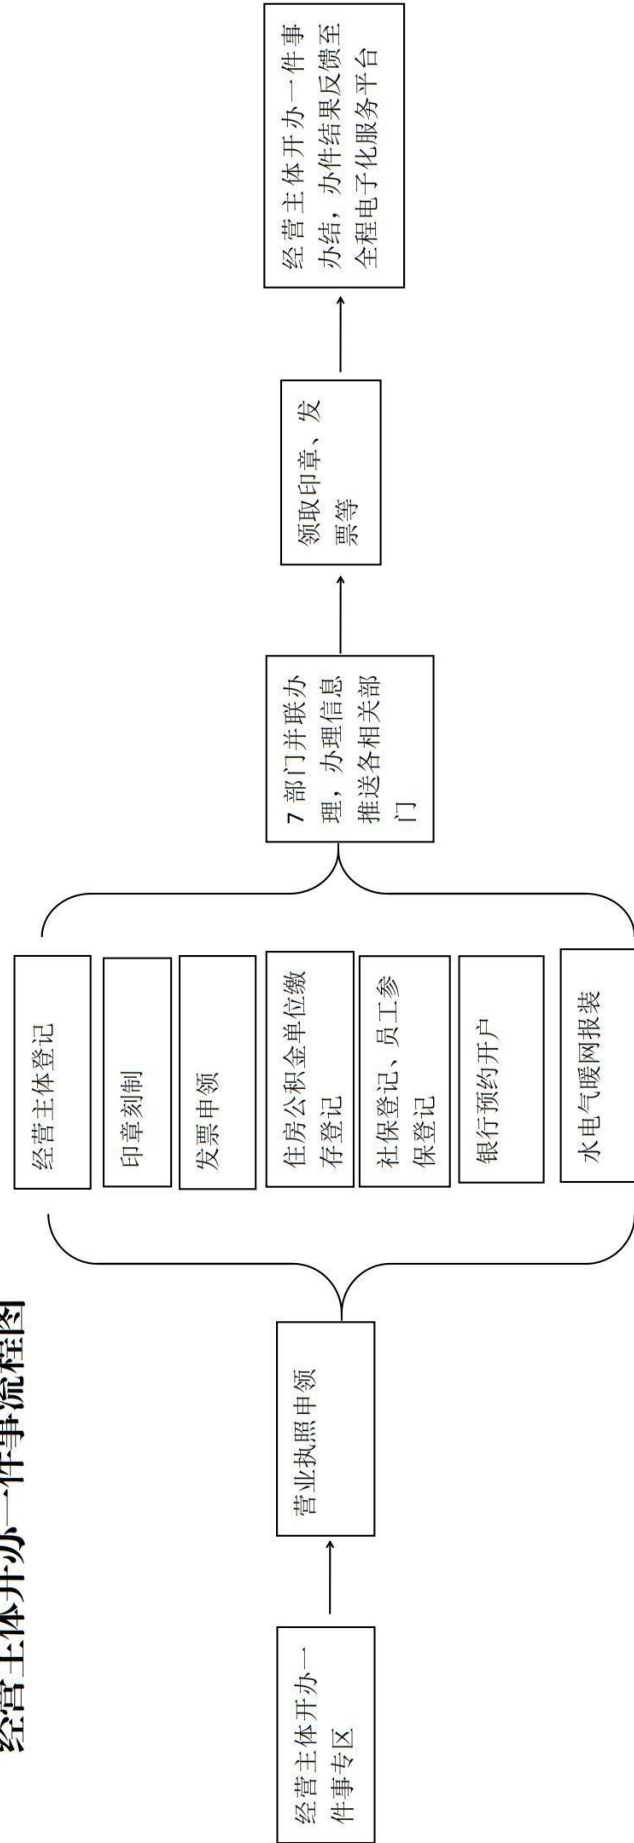 经营主体开办一件事流程图
经营主体开办一
件事专区
营业执照申领
经营主体登记
印章刻制
发票申领
住房公积金单位缴
存登记
社保登记、员工参
保登记
银行预约开户
水电气暖网报装
7 部门并联办
理，办理信息
推送各相关部
门
领取印章、发
票等
经营主体开办一件事
办结，办件结果反馈至
全程电子化服务平台